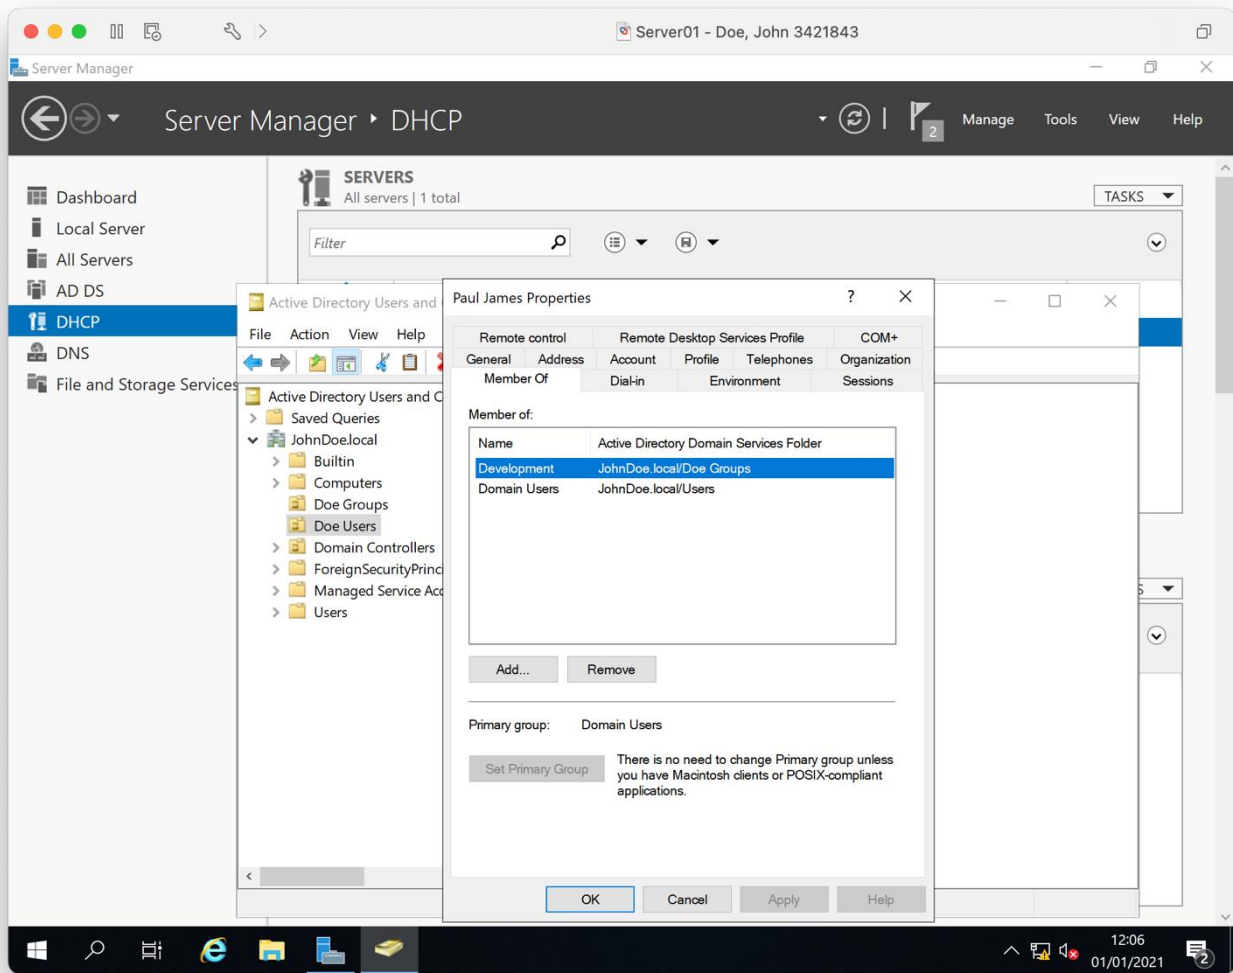 Server01 - Doe, John 3421843
Server Manager
Server Manager • DHCP
2
Manage Tools View Help
Dashboard
Local Server
All Servers
AD DS
DHCP
DNS
File and Storage Services
SERVERS
All servers | 1 total
TASKS
Filter
Active Directory Users and
File Action View Help
Active Directory Users and C
Saved Queries
JohnDoe.local
Builtin
Computers
Doe Groups
Doe Users
Domain Controllers
ForeignSecurityPrinci
Managed Service Acc
Users
Paul James Properties
? 
Remote control Remote Desktop Services Profile COM+
General Address Account Profile Telephones Organization
Member Of Dial-in Environment Sessions
Member of:
Name Active Directory Domain Services Folder
Development JohnDoe.local/Doe Groups
Domain Users JohnDoe.local/Users
Add... Remove
Primary group: Domain Users
Set Primary Group
There is no need to change Primary group unless
you have Macintosh clients or POSIX-compliant
applications.
OK Cancel Apply Help
S
12:06
01/01/2021
2